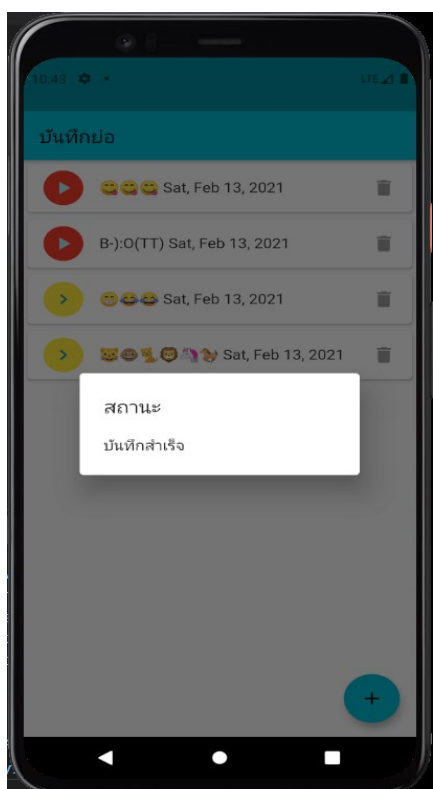 10:43
LTE
บันทึกย่อ
😋😋😋 Sat, Feb 13, 2021
B-):O(TT) Sat, Feb 13, 2021
😁😂😂 Sat, Feb 13, 2021
🐱🐵🐆🦁🦄🐿️ Sat, Feb 13, 2021
สถานะ
บันทึกสำเร็จ
+